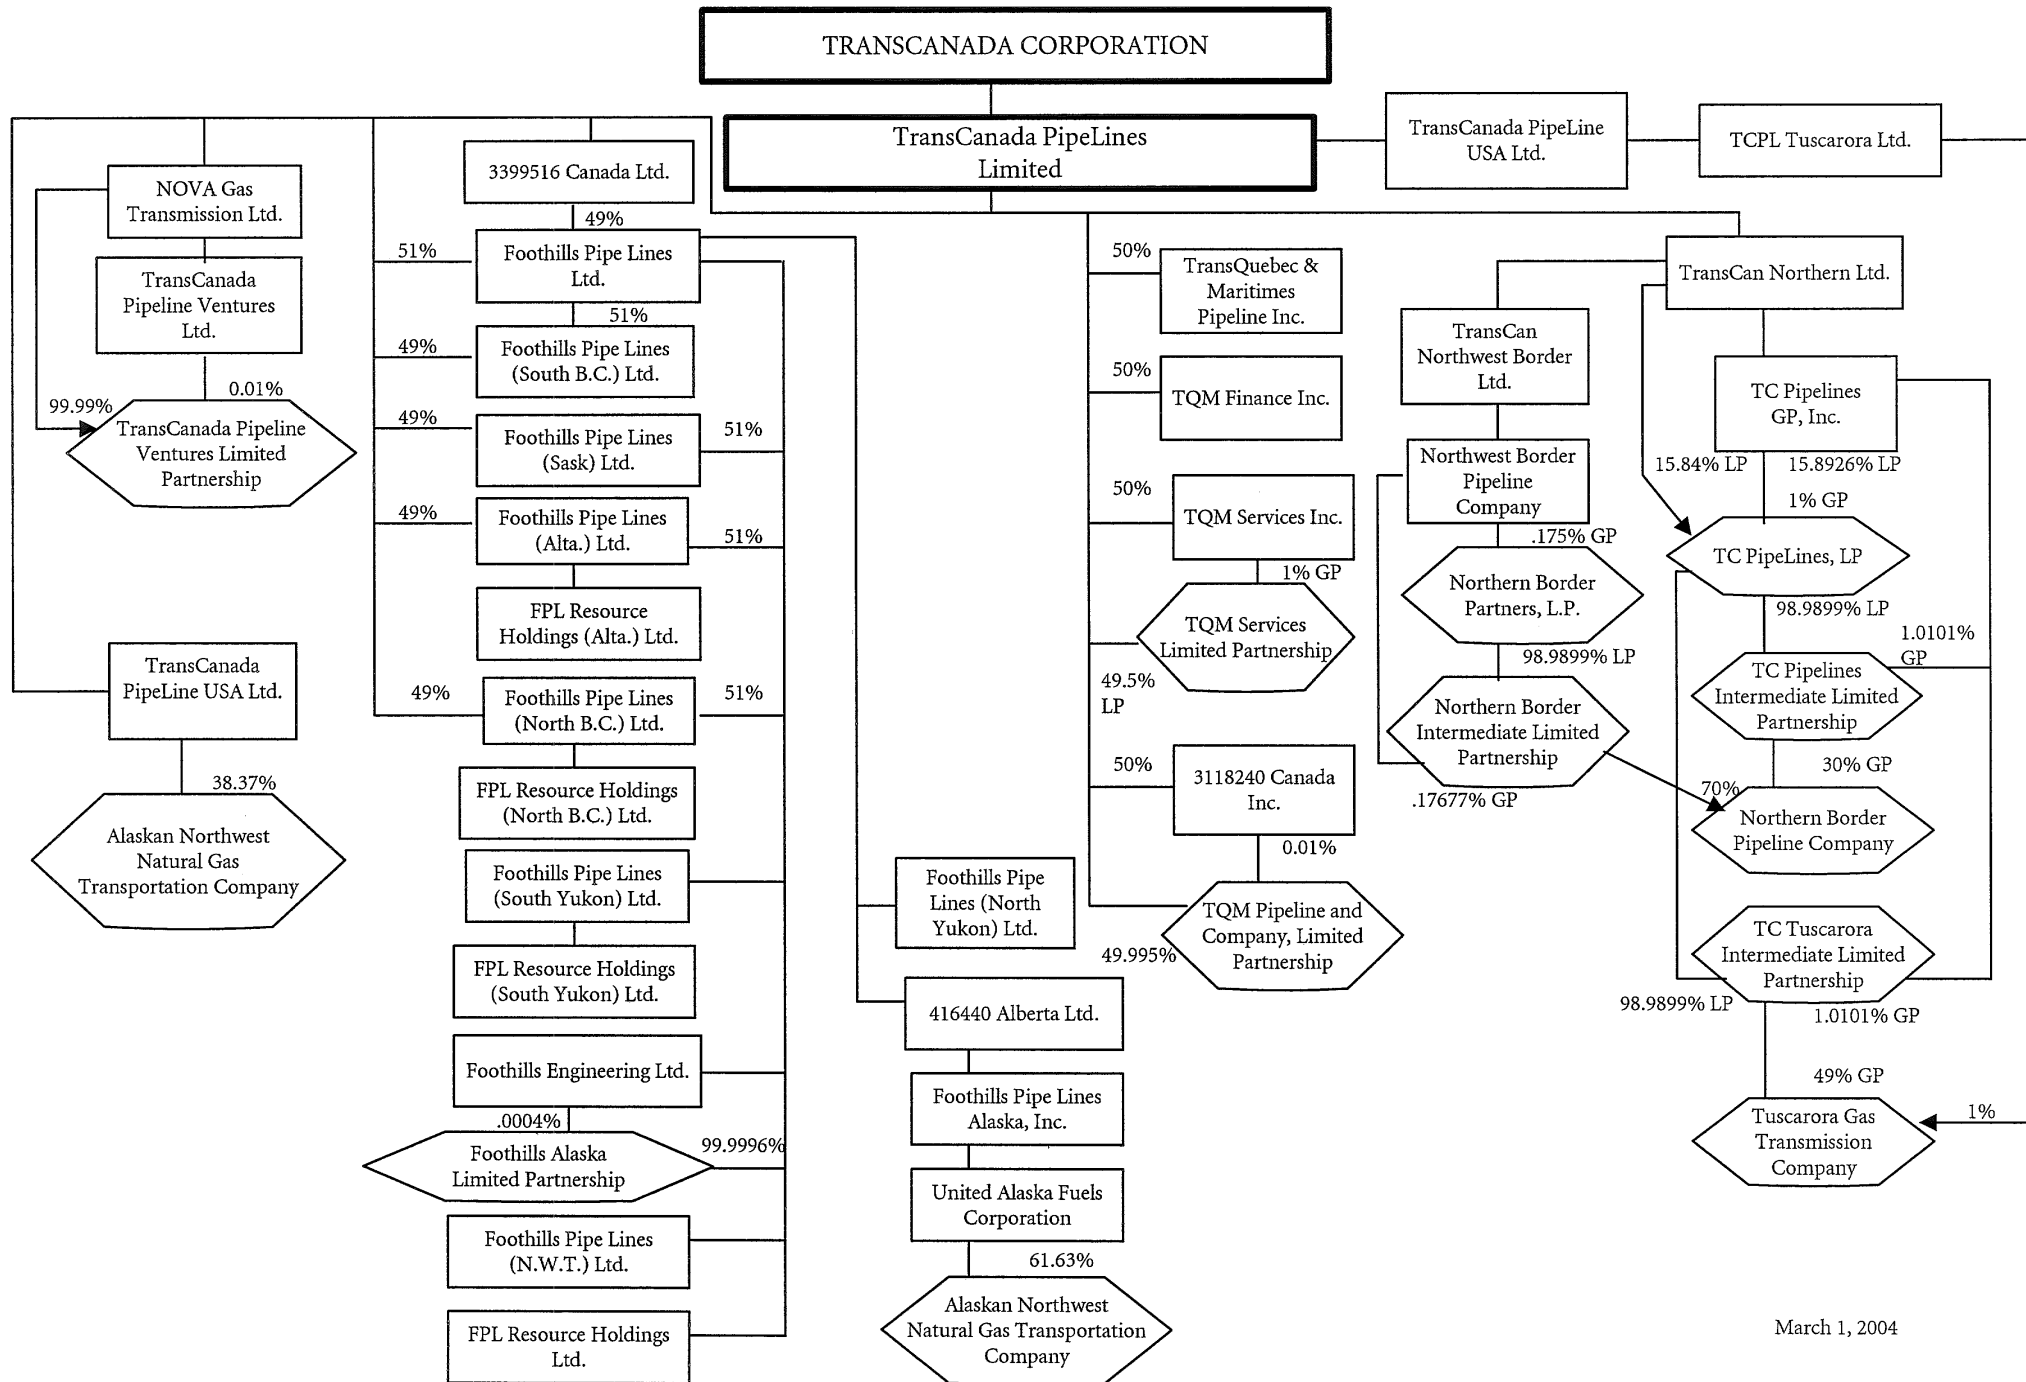 TRANSCANADA CORPORATION
TransCanada PipeLines
Limited
TransCanada PipeLine
USA Ltd.
TCPL Tuscarora Ltd.
NOVA Gas
Transmission Ltd.
TransCanada
Pipeline Ventures
Ltd.
0.01%
99.99%
TransCanada Pipeline
Ventures Limited
Partnership
TransCanada
PipeLine USA Ltd.
38.37%
Alaskan Northwest
Natural Gas
Transportation Company
3399516 Canada Ltd.
49%
51%
Foothills Pipe Lines
Ltd.
51%
49%
Foothills Pipe Lines
(South B.C.) Ltd.
49%
Foothills Pipe Lines
(Sask) Ltd.
51%
49%
Foothills Pipe Lines
(Alta.) Ltd.
51%
FPL Resource
Holdings (Alta.) Ltd.
49%
Foothills Pipe Lines
(North B.C.) Ltd.
51%
FPL Resource Holdings
(North B.C.) Ltd.
Foothills Pipe Lines
(South Yukon) Ltd.
FPL Resource Holdings
(South Yukon) Ltd.
Foothills Engineering Ltd.
.0004%
99.9996%
Foothills Alaska
Limited Partnership
Foothills Pipe Lines
(N.W.T.) Ltd.
FPL Resource Holdings
Ltd.
Foothills Pipe
Lines (North
Yukon) Ltd.
416440 Alberta Ltd.
Foothills Pipe Lines
Alaska, Inc.
United Alaska Fuels
Corporation
61.63%
Alaskan Northwest
Natural Gas Transportation
Company
50%
TransQuebec &
Maritimes
Pipeline Inc.
50%
TQM Finance Inc.
50%
TQM Services Inc.
1% GP
TQM Services
Limited Partnership
49.5%
LP
50%
3118240 Canada
Inc.
0.01%
TQM Pipeline and
Company, Limited
Partnership
49.995%
TransCan Northern Ltd.
TransCan
Northwest Border
Ltd.
Northwest Border
Pipeline
Company
.175% GP
Northern Border
Partners, L.P.
98.9899% LP
Northern Border
Intermediate Limited
Partnership
.17677% GP
TC Pipelines
GP, Inc.
15.84% LP
15.8926% LP
1% GP
TC PipeLines, LP
98.9899% LP
1.0101%
GP
TC Pipelines
Intermediate Limited
Partnership
30% GP
70%
Northern Border
Pipeline Company
TC Tuscarora
Intermediate Limited
Partnership
98.9899% LP
1.0101% GP
49% GP
Tuscarora Gas
Transmission
Company
1%
March 1, 2004